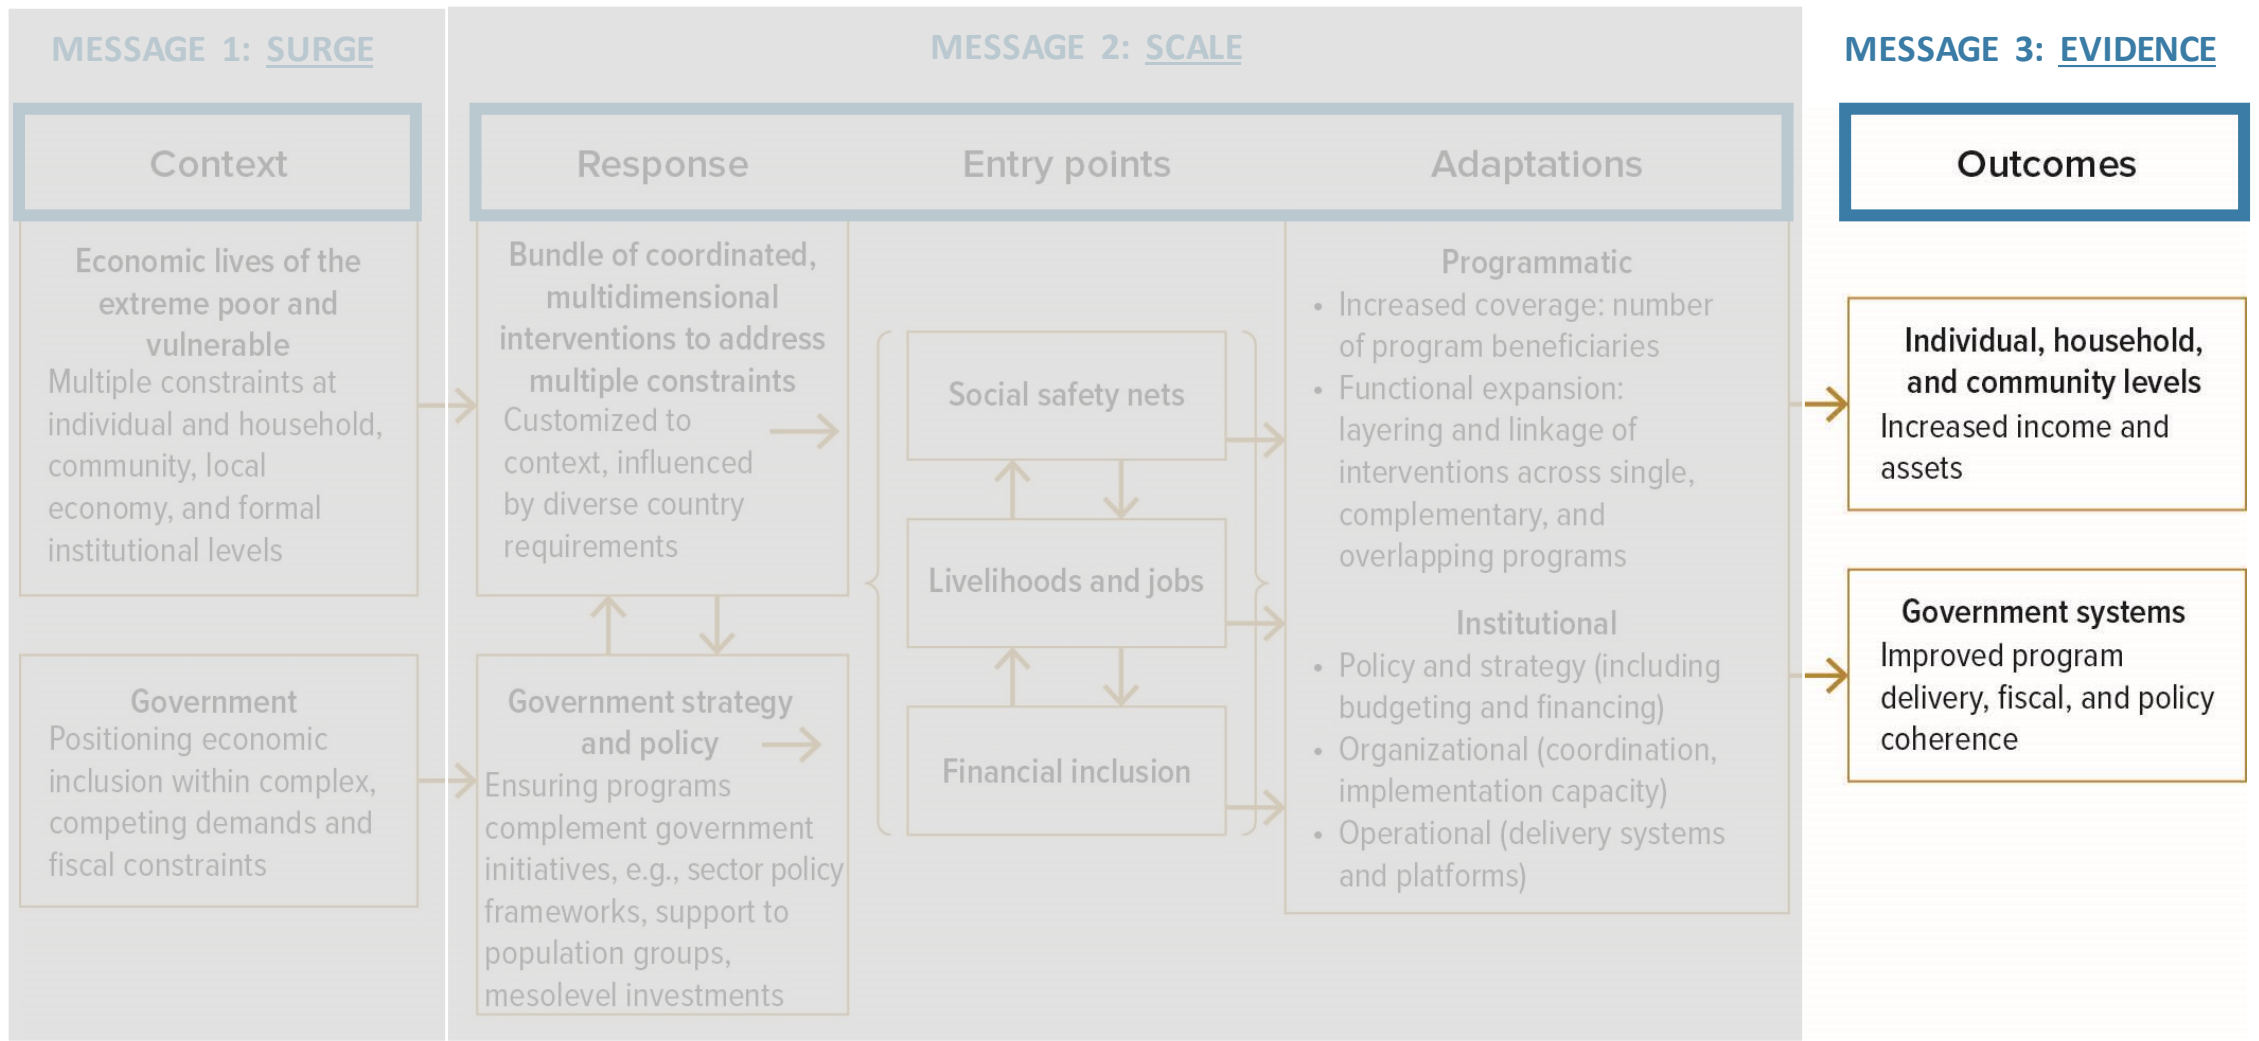 MESSAGE 1: SURGE
MESSAGE 2: SCALE
MESSAGE 3: EVIDENCE
Context
Response
Entry points
Adaptations
Outcomes
Economic lives of the
extreme poor and
vulnerable
Multiple constraints at
individual and household,
community, local
economy, and formal
institutional levels
Government
Positioning economic
inclusion within complex,
competing demands and
fiscal constraints
Bundle of coordinated,
multidimensional
interventions to address
multiple constraints
Customized to
context, influenced
by diverse country
requirements
Government strategy
and policy
Ensuring programs
complement government
initiatives, e.g., sector policy
frameworks, support to
population groups,
mesolevel investments
Social safety nets
Livelihoods and jobs
Financial inclusion
Programmatic
• Increased coverage: number
of program beneficiaries
• Functional expansion:
layering and linkage of
interventions across single,
complementary, and
overlapping programs
Institutional
• Policy and strategy (including
budgeting and financing)
• Organizational (coordination,
implementation capacity)
• Operational (delivery systems
and platforms)
Individual, household,
and community levels
Increased income and
assets
Government systems
Improved program
delivery, fiscal, and policy
coherence